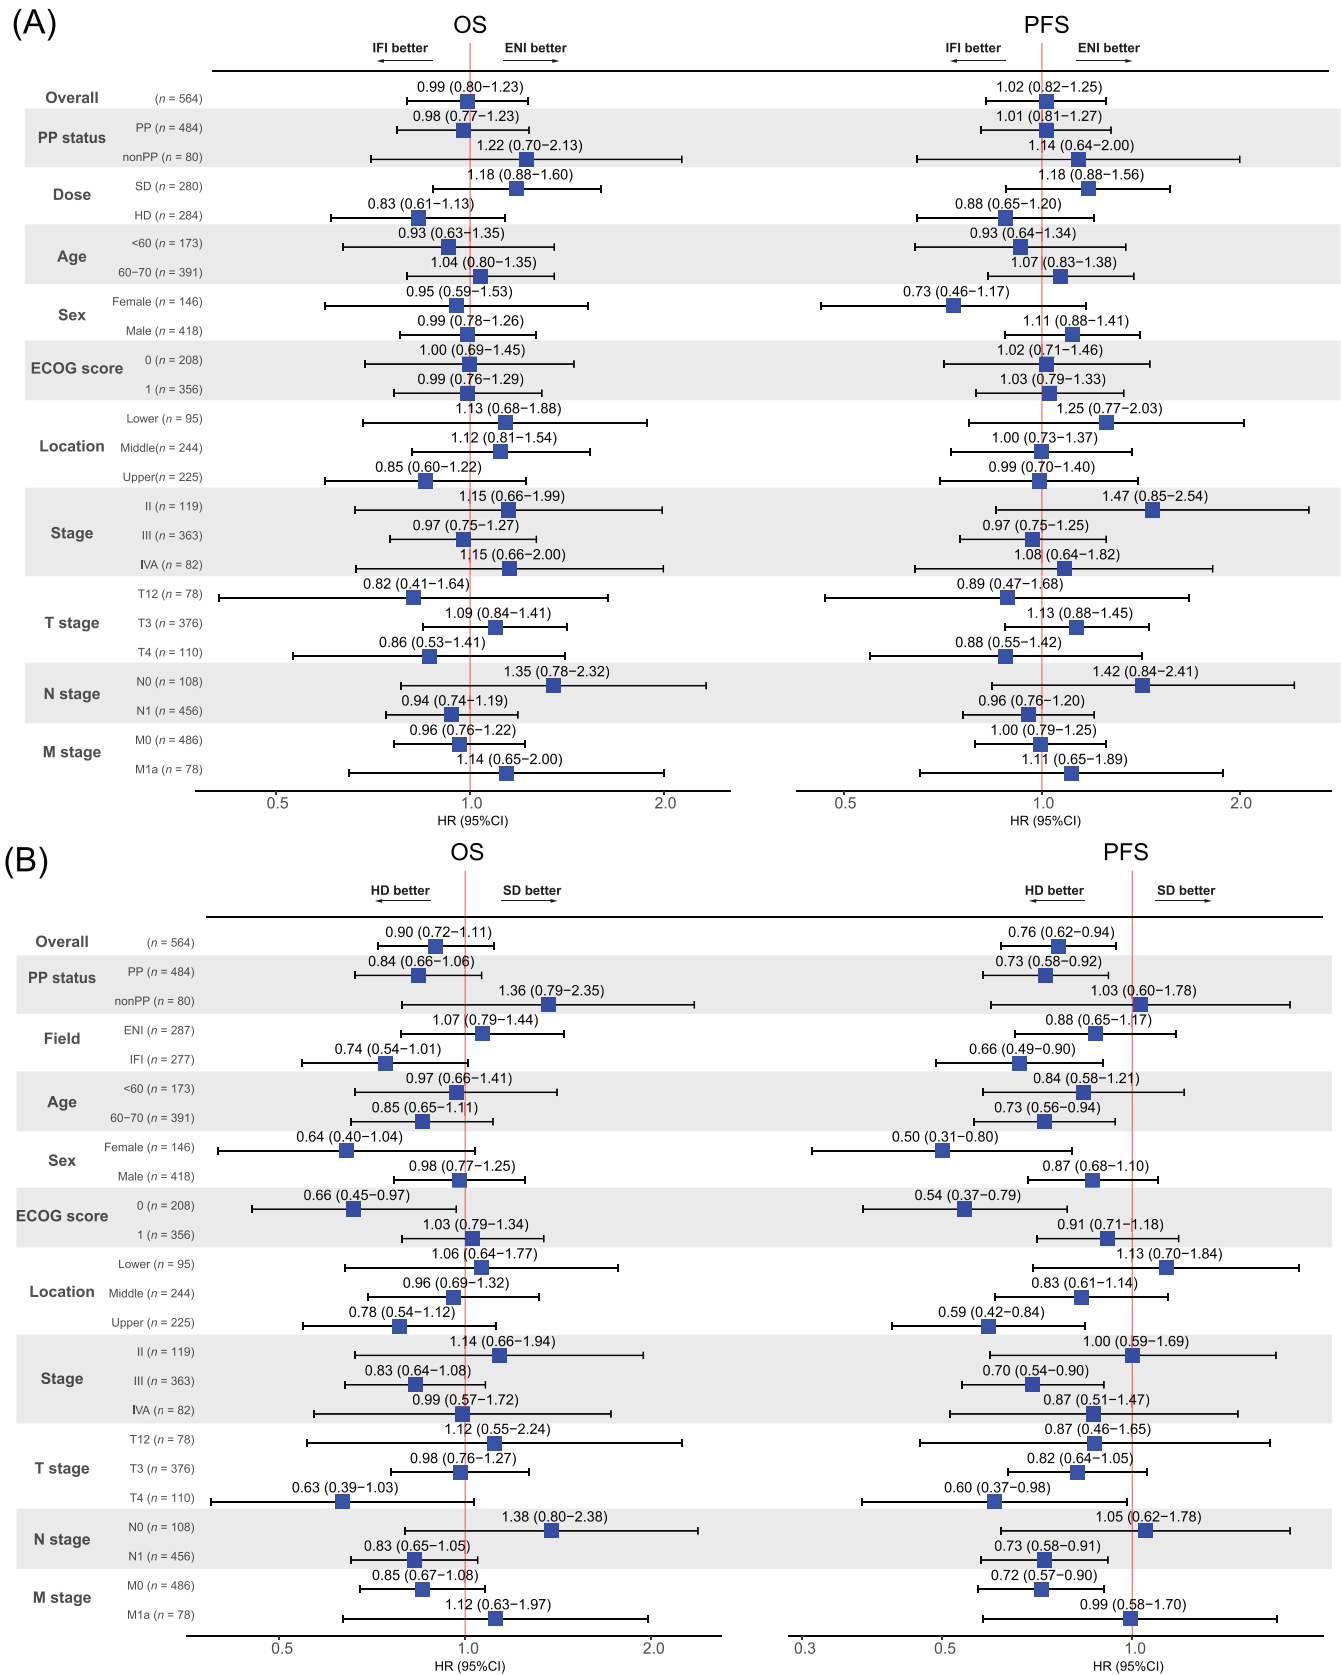 (A)
OS PFS
IFI better ENI better IFI better ENI better
Overall (n = 564) 0.99 (0.80−1.23) 1.02 (0.82−1.25)
PP status PP (n = 484) 0.98 (0.77−1.23) 1.01 (0.81−1.27)
nonPP (n = 80) 1.22 (0.70−2.13) 1.14 (0.64−2.00)
Dose SD (n = 280) 1.18 (0.88−1.60) 1.18 (0.88−1.56)
HD (n = 284) 0.83 (0.61−1.13) 0.88 (0.65−1.20)
Age <60 (n = 173) 0.93 (0.63−1.35) 0.93 (0.64−1.34)
60−70 (n = 391) 1.04 (0.80−1.35) 1.07 (0.83−1.38)
Sex Female (n = 146) 0.95 (0.59−1.53) 0.73 (0.46−1.17)
Male (n = 418) 0.99 (0.78−1.26) 1.11 (0.88−1.41)
ECOG score 0 (n = 208) 1.00 (0.69−1.45) 1.02 (0.71−1.46)
1 (n = 356) 0.99 (0.76−1.29) 1.03 (0.79−1.33)
Location Lower (n = 95) 1.13 (0.68−1.88) 1.25 (0.77−2.03)
Middle(n = 244) 1.12 (0.81−1.54) 1.00 (0.73−1.37)
Upper(n = 225) 0.85 (0.60−1.22) 0.99 (0.70−1.40)
Stage II (n = 119) 1.15 (0.66−1.99) 1.47 (0.85−2.54)
III (n = 363) 0.97 (0.75−1.27) 0.97 (0.75−1.25)
IVA (n = 82) 1.15 (0.66−2.00) 1.08 (0.64−1.82)
T stage T12 (n = 78) 0.82 (0.41−1.64) 0.89 (0.47−1.68)
T3 (n = 376) 1.09 (0.84−1.41) 1.13 (0.88−1.45)
T4 (n = 110) 0.86 (0.53−1.41) 0.88 (0.55−1.42)
N stage N0 (n = 108) 1.35 (0.78−2.32) 1.42 (0.84−2.41)
N1 (n = 456) 0.94 (0.74−1.19) 0.96 (0.76−1.20)
M stage M0 (n = 486) 0.96 (0.76−1.22) 1.00 (0.79−1.25)
M1a (n = 78) 1.14 (0.65−2.00) 1.11 (0.65−1.89)
0.5 1.0 2.0 0.5 1.0 2.0
HR (95%CI) HR (95%CI)
(B)
OS PFS
HD better SD better HD better SD better
Overall (n = 564) 0.90 (0.72−1.11) 0.76 (0.62−0.94)
PP status PP (n = 484) 0.84 (0.66−1.06) 0.73 (0.58−0.92)
nonPP (n = 80) 1.36 (0.79−2.35) 1.03 (0.60−1.78)
Field ENI (n = 287) 1.07 (0.79−1.44) 0.88 (0.65−1.17)
IFI (n = 277) 0.74 (0.54−1.01) 0.66 (0.49−0.90)
Age <60 (n = 173) 0.97 (0.66−1.41) 0.84 (0.58−1.21)
60−70 (n = 391) 0.85 (0.65−1.11) 0.73 (0.56−0.94)
Sex Female (n = 146) 0.64 (0.40−1.04) 0.50 (0.31−0.80)
Male (n = 418) 0.98 (0.77−1.25) 0.87 (0.68−1.10)
ECOG score 0 (n = 208) 0.66 (0.45−0.97) 0.54 (0.37−0.79)
1 (n = 356) 1.03 (0.79−1.34) 0.91 (0.71−1.18)
Location Lower (n = 95) 1.06 (0.64−1.77) 1.13 (0.70−1.84)
Middle (n = 244) 0.96 (0.69−1.32) 0.83 (0.61−1.14)
Upper (n = 225) 0.78 (0.54−1.12) 0.59 (0.42−0.84)
Stage II (n = 119) 1.14 (0.66−1.94) 1.00 (0.59−1.69)
III (n = 363) 0.83 (0.64−1.08) 0.70 (0.54−0.90)
IVA (n = 82) 0.99 (0.57−1.72) 0.87 (0.51−1.47)
T stage T12 (n = 78) 1.12 (0.55−2.24) 0.87 (0.46−1.65)
T3 (n = 376) 0.98 (0.76−1.27) 0.82 (0.64−1.05)
T4 (n = 110) 0.63 (0.39−1.03) 0.60 (0.37−0.98)
N stage N0 (n = 108) 1.38 (0.80−2.38) 1.05 (0.62−1.78)
N1 (n = 456) 0.83 (0.65−1.05) 0.73 (0.58−0.91)
M stage M0 (n = 486) 0.85 (0.67−1.08) 0.72 (0.57−0.90)
M1a (n = 78) 1.12 (0.63−1.97) 0.99 (0.58−1.70)
0.5 1.0 2.0 0.3 0.5 1.0
HR (95%CI) HR (95%CI)